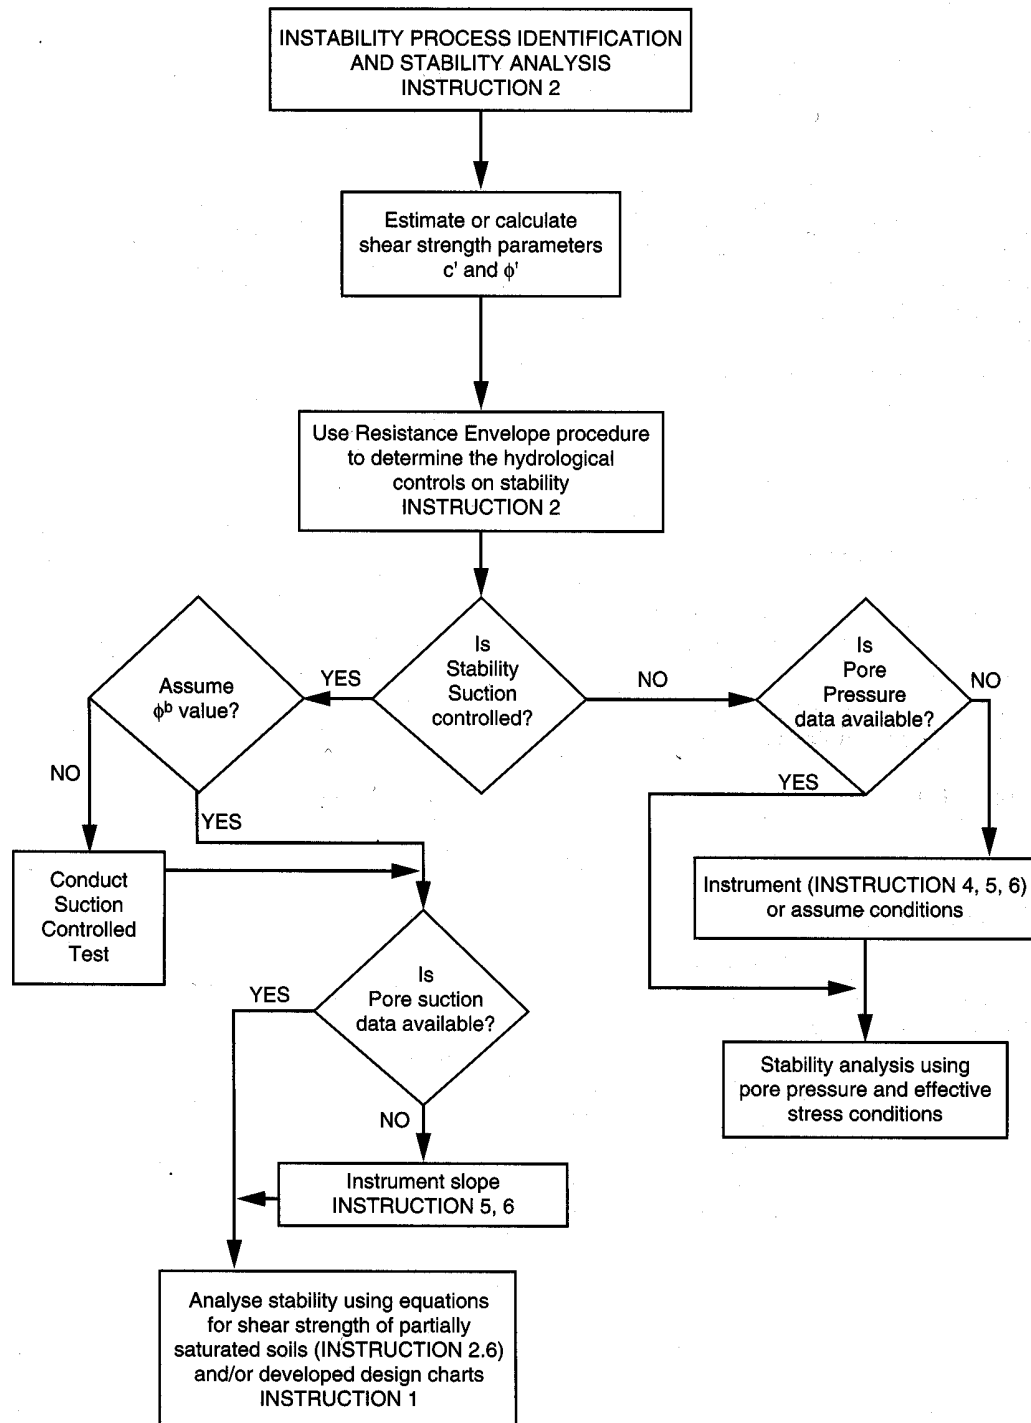 INSTABILITY PROCESS IDENTIFICATION
AND STABILITY ANALYSIS
INSTRUCTION 2
Estimate or calculate
shear strength parameters
c' and ϕ'
Use Resistance Envelope procedure
to determine the hydrological
controls on stability
INSTRUCTION 2
Is
Stability
Suction
controlled?
YES
NO
Assume
ϕᵇ value?
NO
YES
Is
Pore
Pressure
data available?
NO
YES
Conduct
Suction
Controlled
Test
Instrument (INSTRUCTION 4, 5, 6)
or assume conditions
Is
Pore suction
data available?
YES
NO
Stability analysis using
pore pressure and effective
stress conditions
Instrument slope
INSTRUCTION 5, 6
Analyse stability using equations
for shear strength of partially
saturated soils (INSTRUCTION 2.6)
and/or developed design charts
INSTRUCTION 1